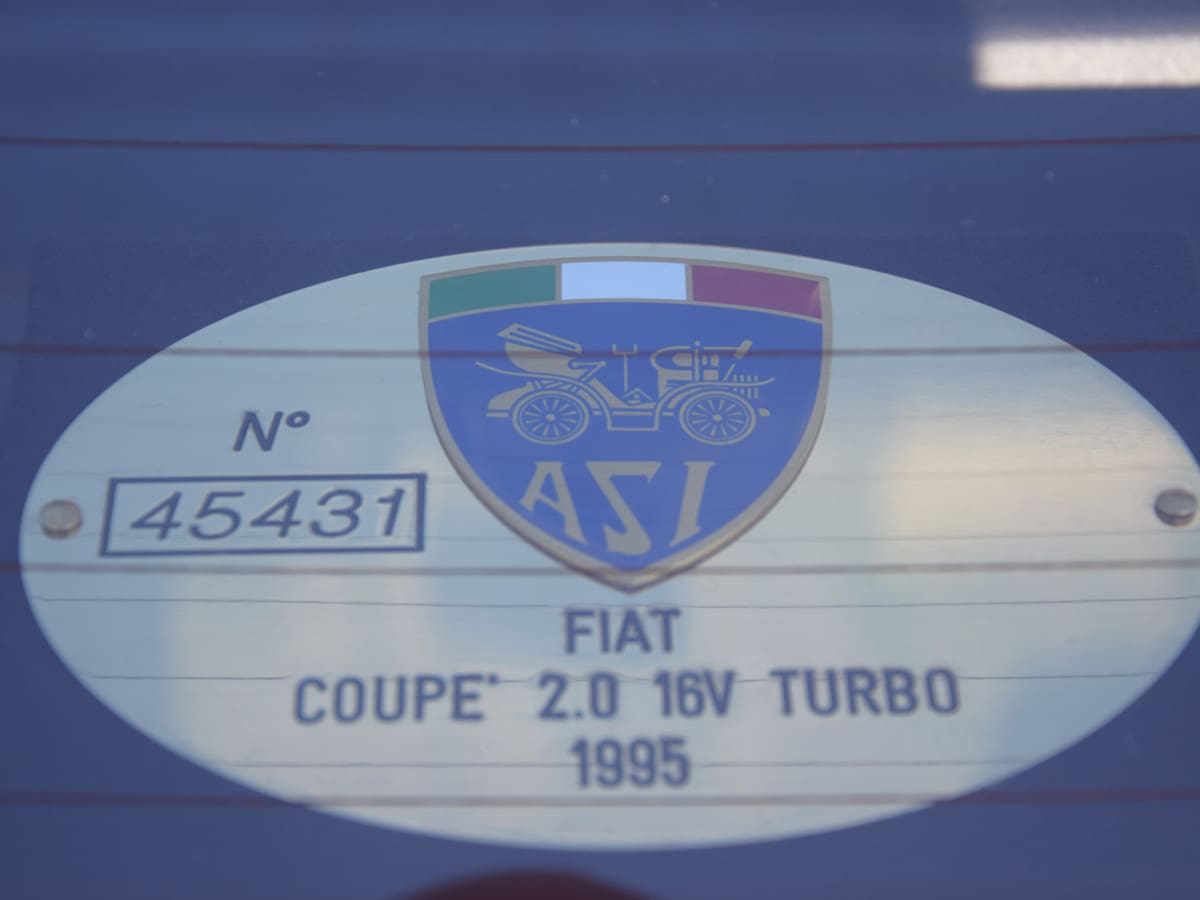 N°
45431
ASI
FIAT
COUPE' 2.0 16V TURBO
1995